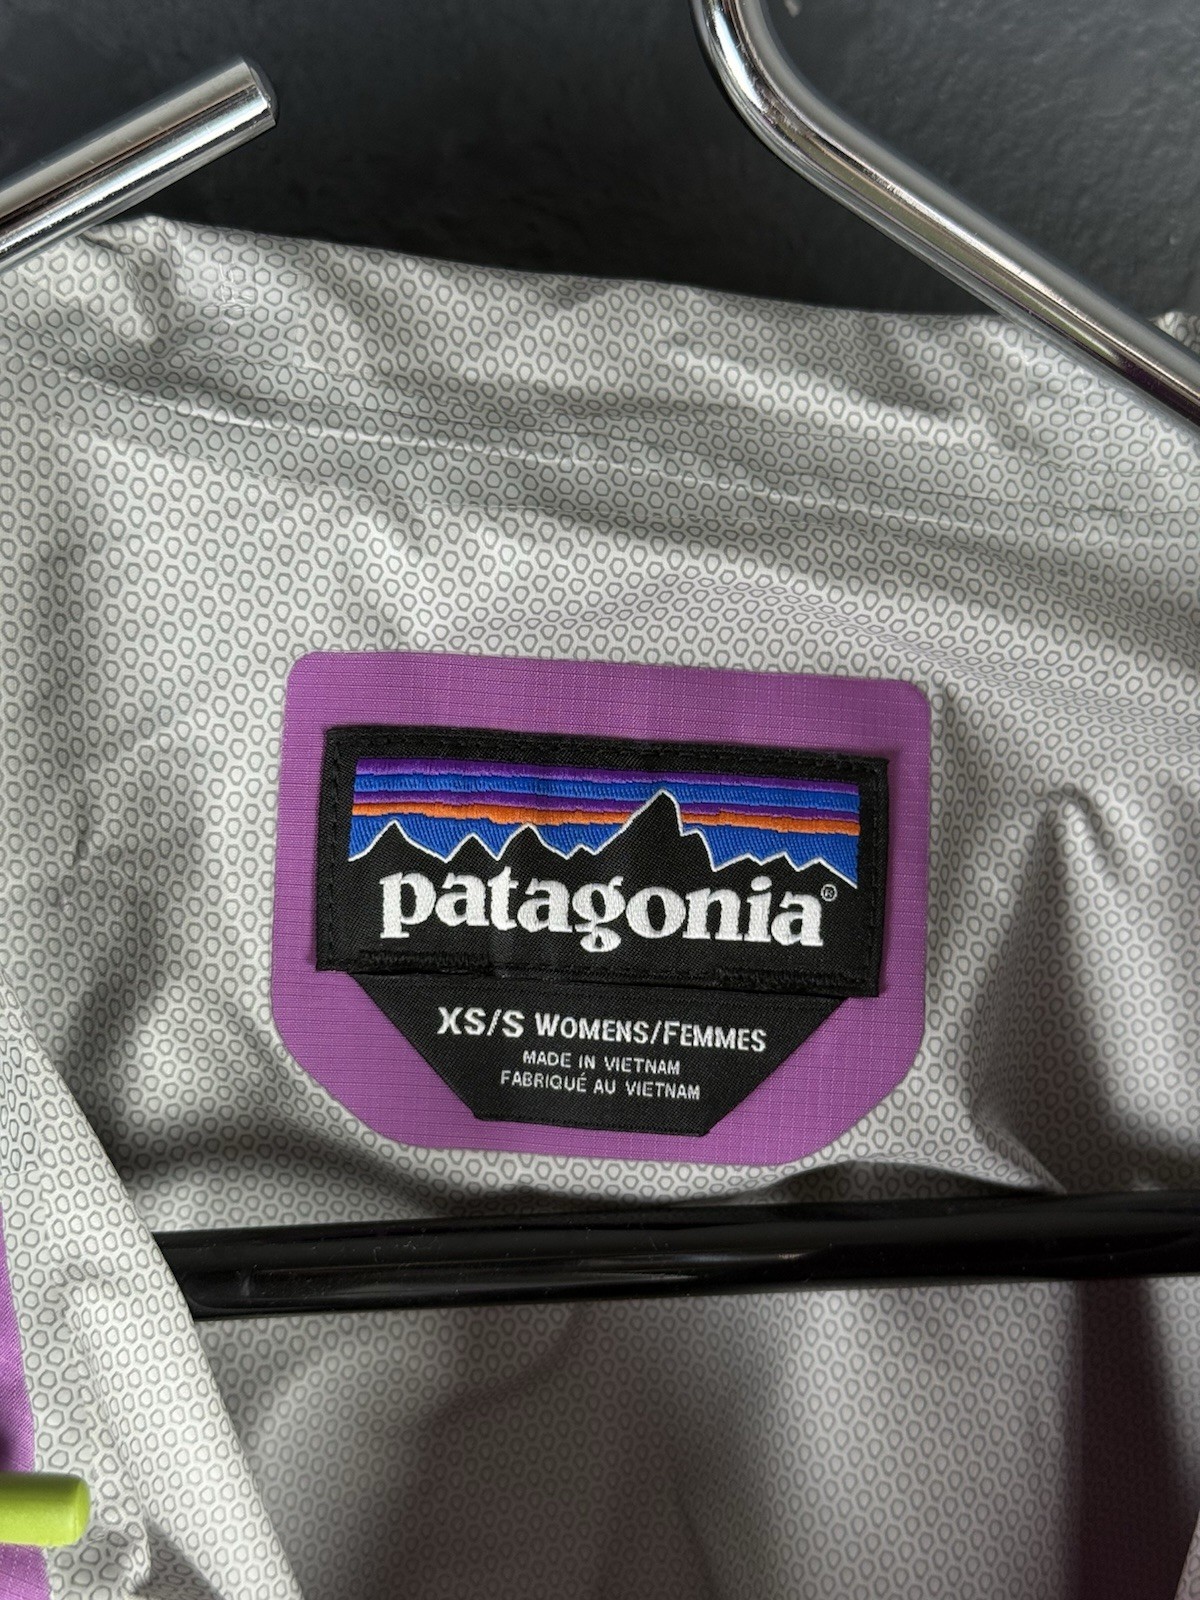 patagonia®
XS/S WOMENS/FEMMES
MADE IN VIETNAM
FABRIQUÉ AU VIETNAM